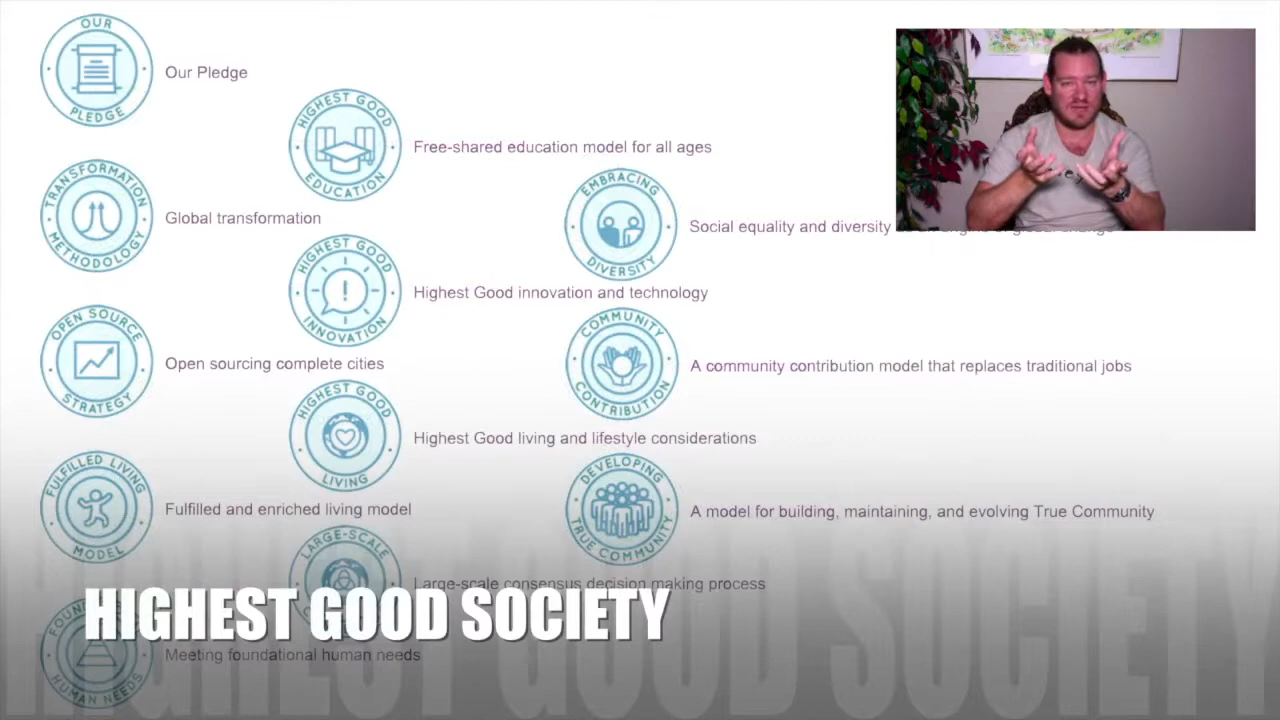 OUR
PLEDGE
Our Pledge
HIGHEST GOOD
EDUCATION
Free-shared education model for all ages
TRANSFORMATION
METHODOLOGY
Global transformation
EMBRACING
DIVERSITY
Social equality and diversity
HIGHEST GOOD
INNOVATION
Highest Good innovation and technology
OPEN SOURCE
STRATEGY
Open sourcing complete cities
COMMUNITY
CONTRIBUTION
A community contribution model that replaces traditional jobs
HIGHEST GOOD
LIVING
Highest Good living and lifestyle considerations
FULFILLED LIVING
MODEL
Fulfilled and enriched living model
DEVELOPING
TRUE COMMUNITY
A model for building, maintaining, and evolving True Community
LARGE-SCALE
Large-scale consensus decision making process
HIGHEST GOOD SOCIETY
HUMAN NEEDS
Meeting foundational human needs
HIGHEST GOOD SOCIETY